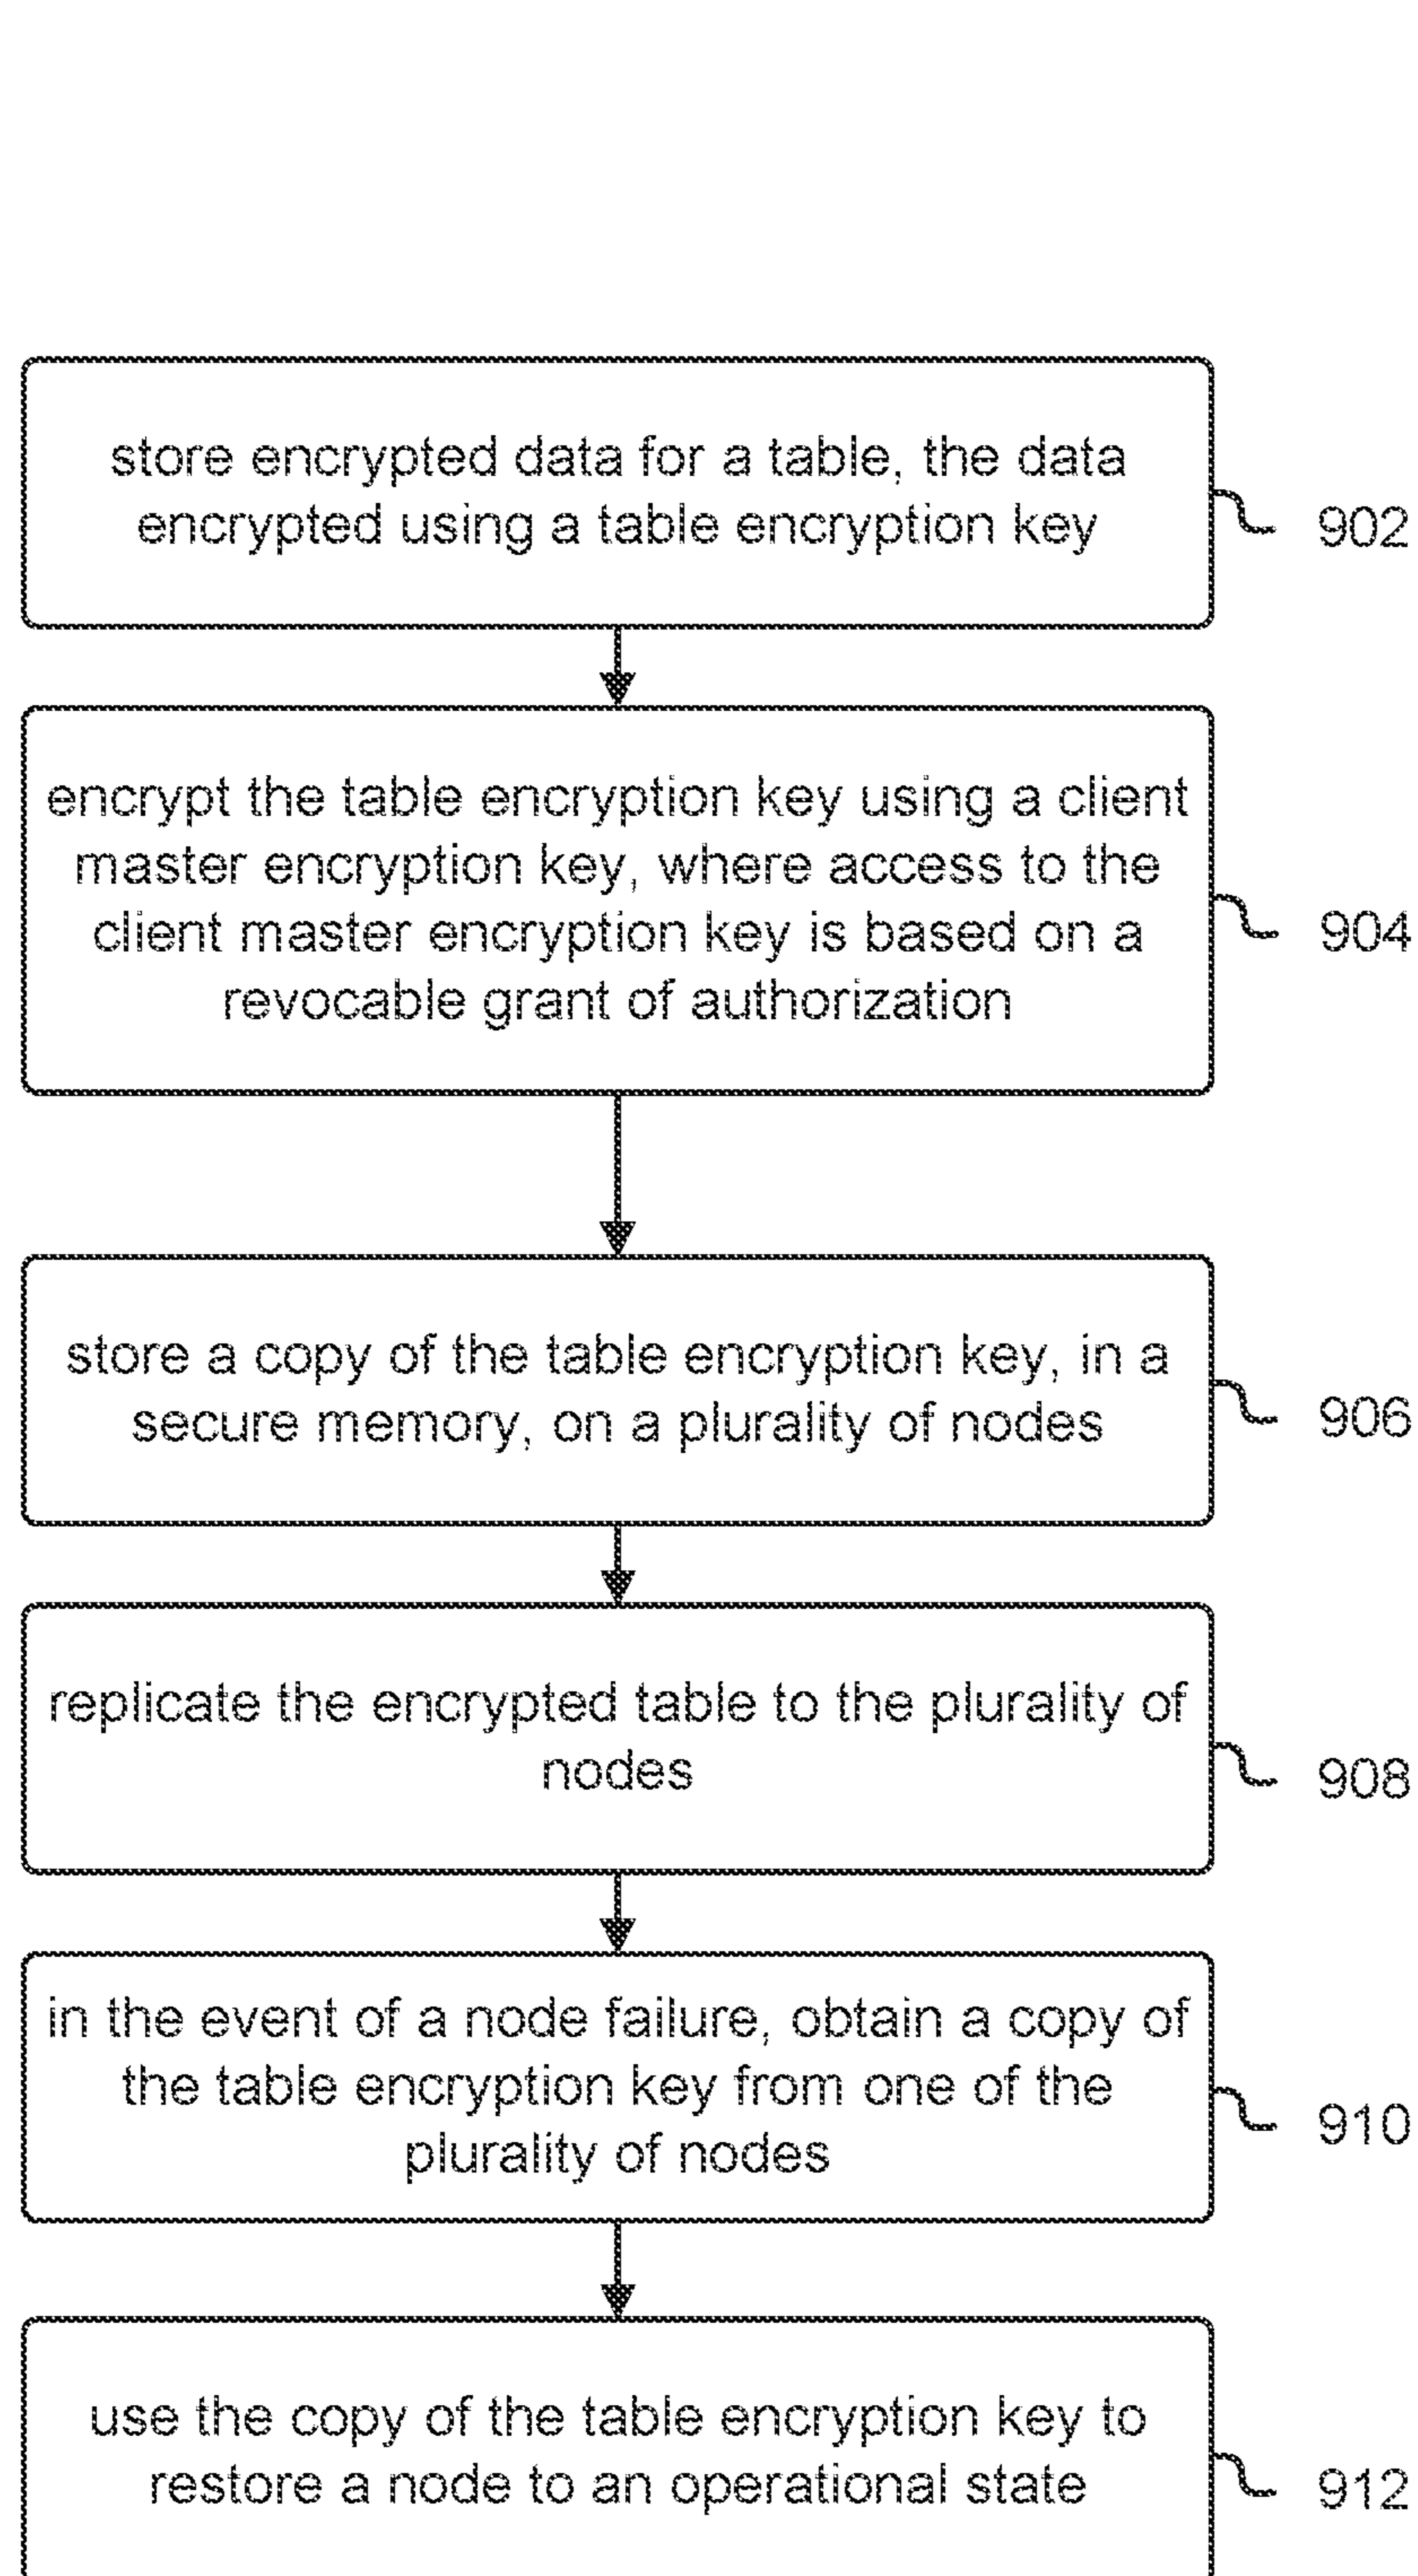 store encrypted data for a table, the data
encrypted using a table encryption key
902
encrypt the table encryption key using a client
master encryption key, where access to the
client master encryption key is based on a
revocable grant of authorization
904
store a copy of the table encryption key, in a
secure memory, on a plurality of nodes
906
replicate the encrypted table to the plurality of
nodes
908
in the event of a node failure, obtain a copy of
the table encryption key from one of the
plurality of nodes
910
use the copy of the table encryption key to
restore a node to an operational state
912